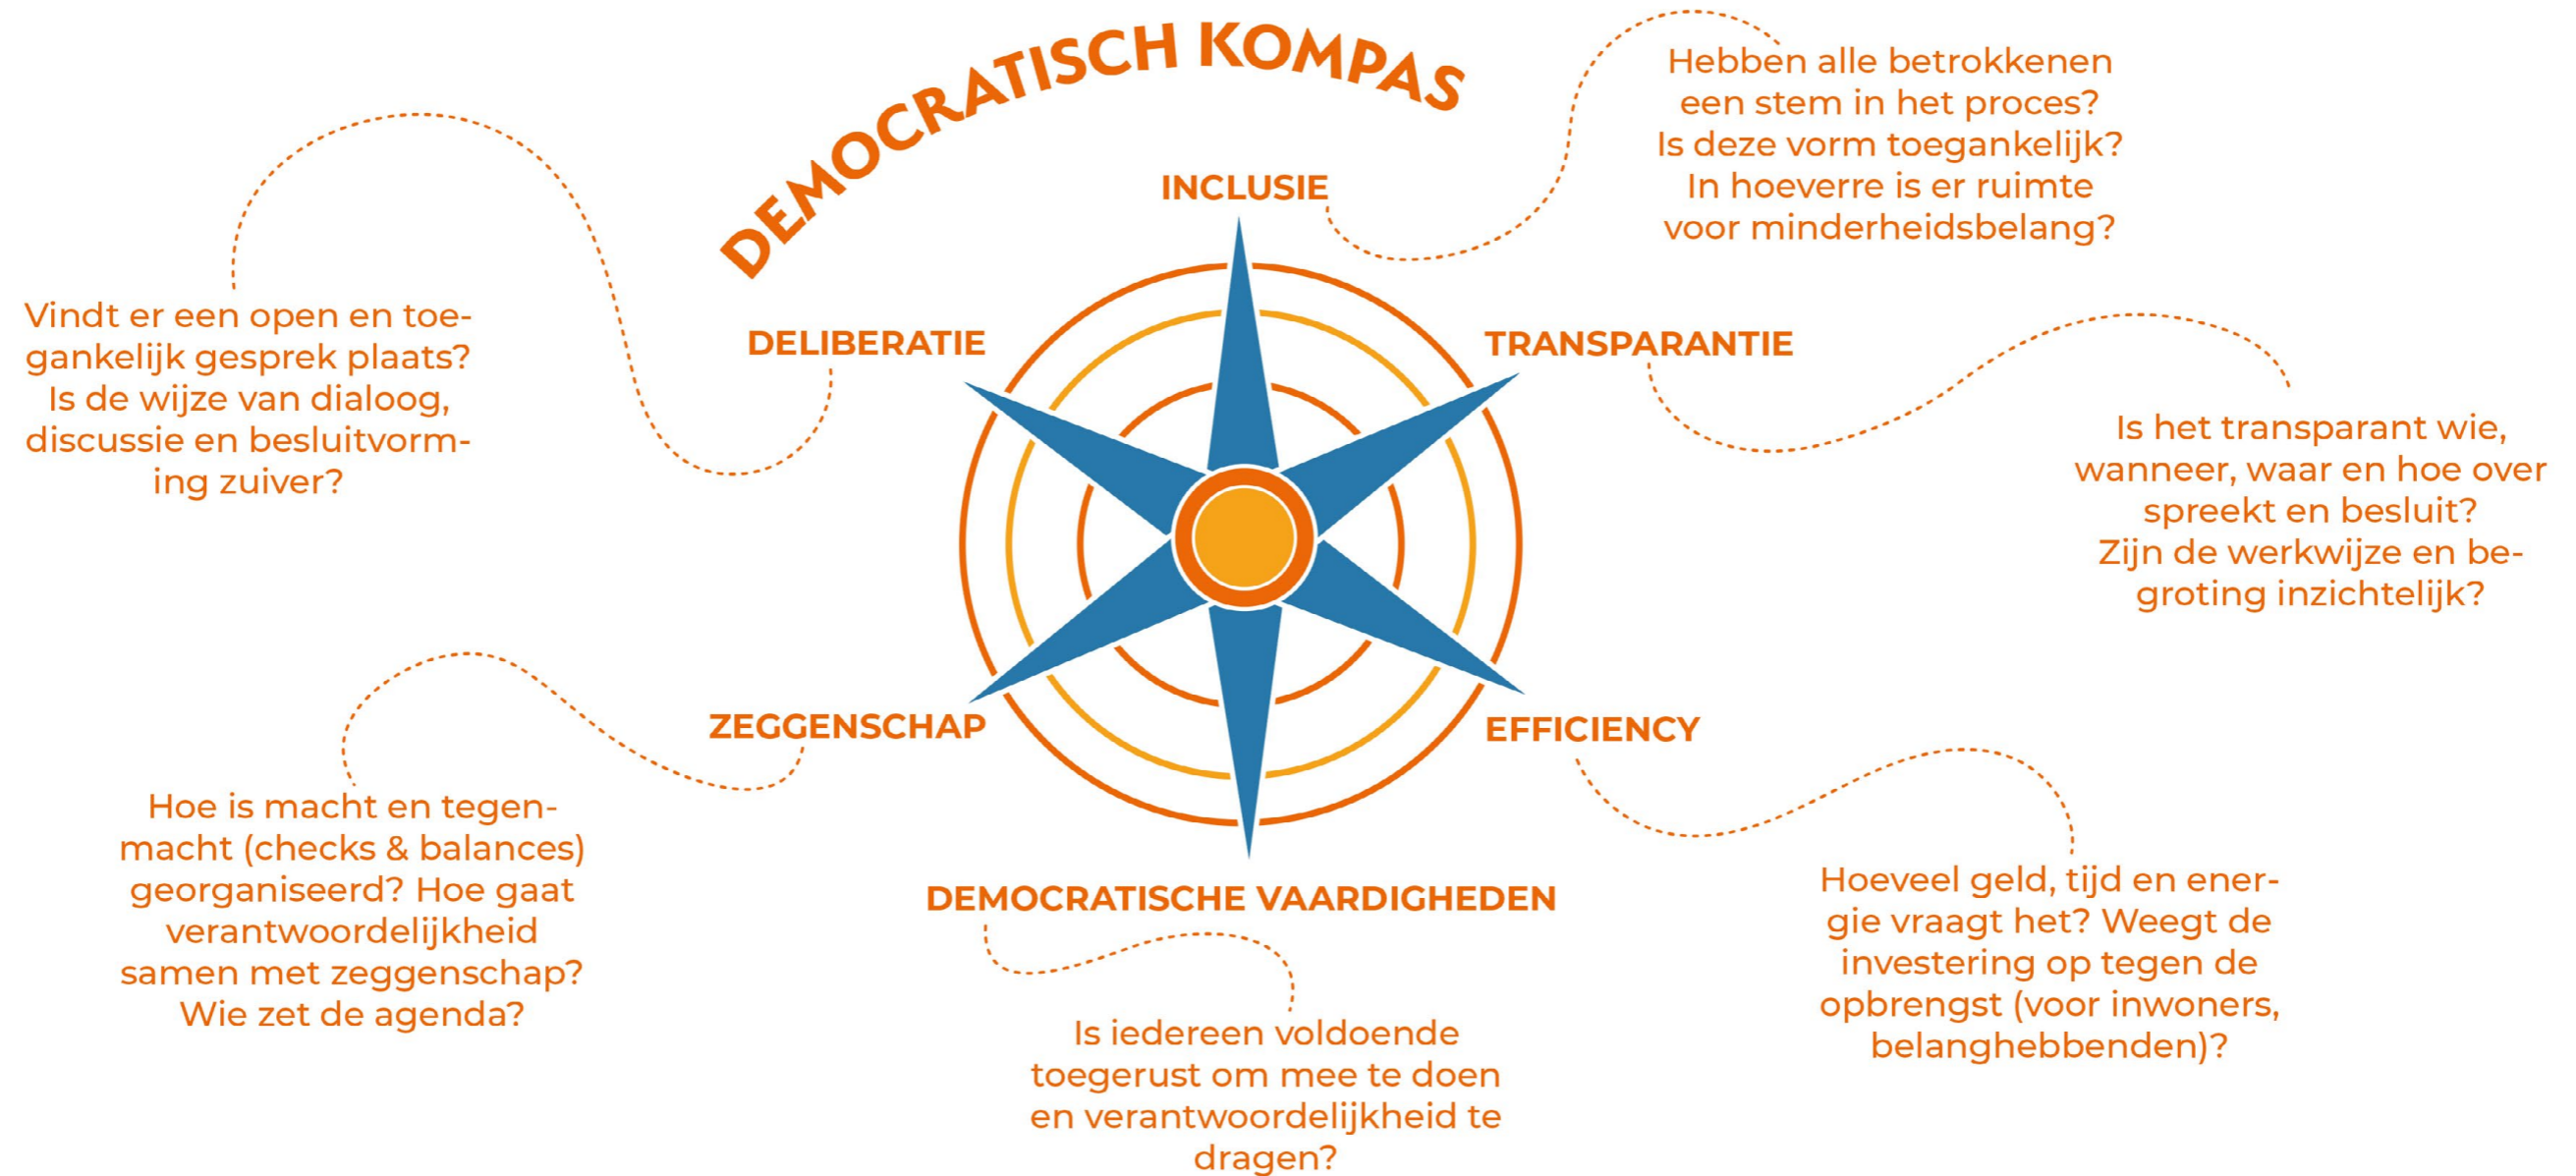 DEMOCRATISCH KOMPAS
INCLUSIE
Hebben alle betrokkenen
een stem in het proces?
Is deze vorm toegankelijk?
In hoeverre is er ruimte
voor minderheidsbelang?
TRANSPARANTIE
Is het transparant wie,
wanneer, waar en hoe over
spreekt en besluit?
Zijn de werkwijze en be-
groting inzichtelijk?
EFFICIENCY
Hoeveel geld, tijd en ener-
gie vraagt het? Weegt de
investering op tegen de
opbrengst (voor inwoners,
belanghebbenden)?
DEMOCRATISCHE VAARDIGHEDEN
Is iedereen voldoende
toegerust om mee te doen
en verantwoordelijkheid te
dragen?
ZEGGENSCHAP
Hoe is macht en tegen-
macht (checks & balances)
georganiseerd? Hoe gaat
verantwoordelijkheid
samen met zeggenschap?
Wie zet de agenda?
DELIBERATIE
Vindt er een open en toe-
gankelijk gesprek plaats?
Is de wijze van dialoog,
discussie en besluitvorm-
ing zuiver?